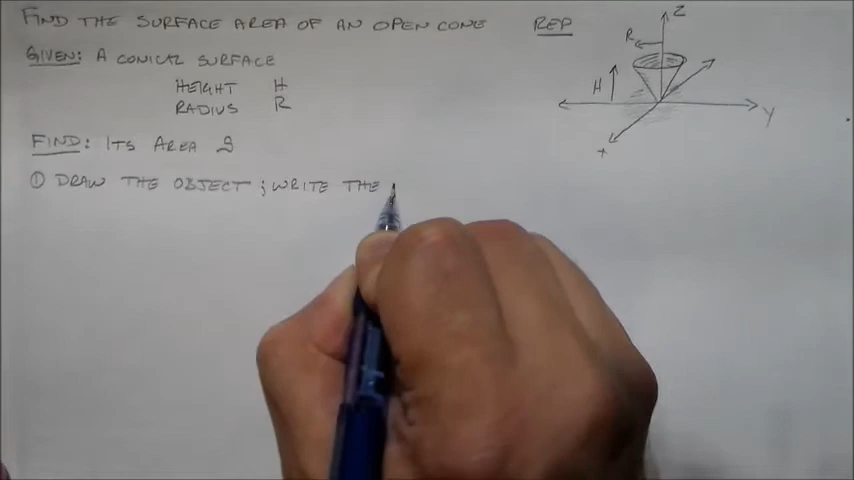 FIND THE SURFACE AREA OF AN OPEN CONE REP
GIVEN: A CONICAL SURFACE
HEIGHT H
RADIUS R
FIND: ITS AREA S
① DRAW THE OBJECT; WRITE THE
Z
R
H
Y
X